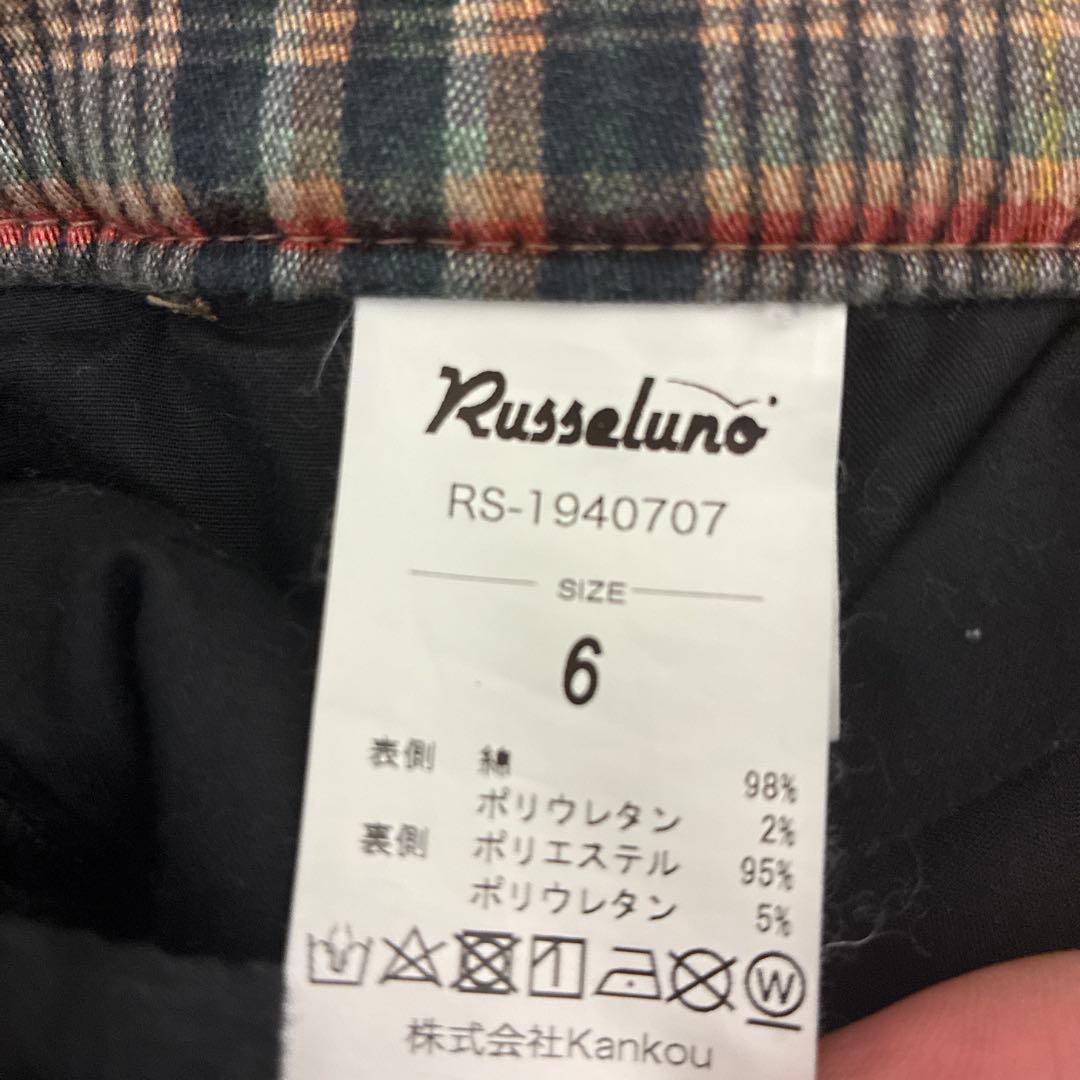 Russeluno
RS-1940707
SIZE
6
表側 綿 98%
ポリウレタン 2%
裏側 ポリエステル 95%
ポリウレタン 5%
W
株式会社Kankou